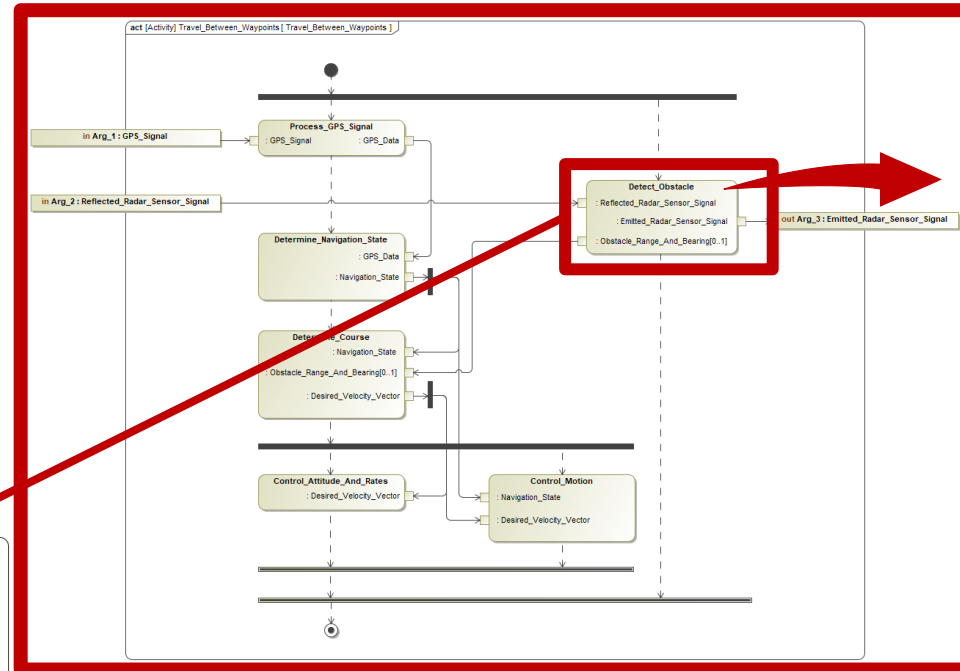 act [Activity] Travel_Between_Waypoints [ Travel_Between_Waypoints ]
in Arg_1 : GPS_Signal
Process_GPS_Signal
: GPS_Signal : GPS_Data
in Arg_2 : Reflected_Radar_Sensor_Signal
Detect_Obstacle
: Reflected_Radar_Sensor_Signal
: Emitted_Radar_Sensor_Signal
: Obstacle_Range_And_Bearing[0..1]
out Arg_3 : Emitted_Radar_Sensor_Signal
Determine_Navigation_State
: GPS_Data
: Navigation_State
Determine_Course
: Navigation_State
: Obstacle_Range_And_Bearing[0..1]
: Desired_Velocity_Vector
Control_Attitude_And_Rates
: Desired_Velocity_Vector
Control_Motion
: Navigation_State
: Desired_Velocity_Vector